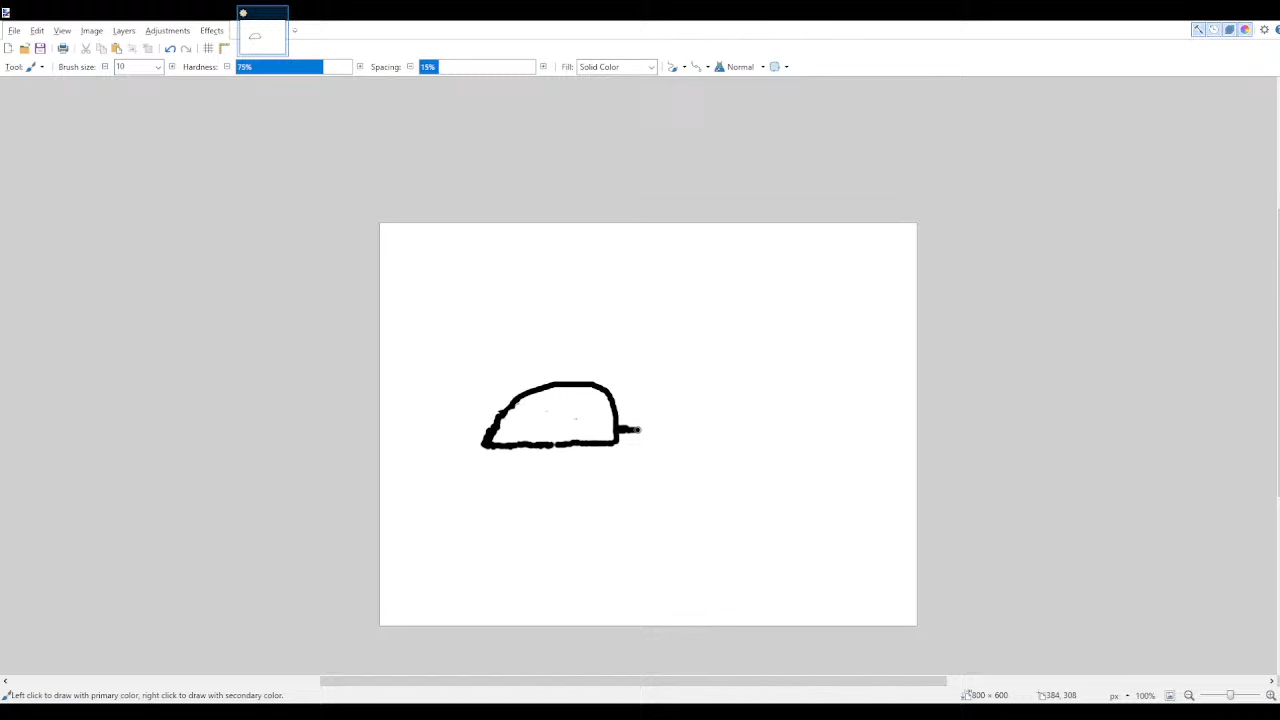 File Edit View Image Layers Adjustments Effects
Tool: Brush size: 10 Hardness: 75% Spacing: 15% Fill: Solid Color Normal
Left click to draw with primary color, right click to draw with secondary color. 800 × 600 384, 308 px 100%